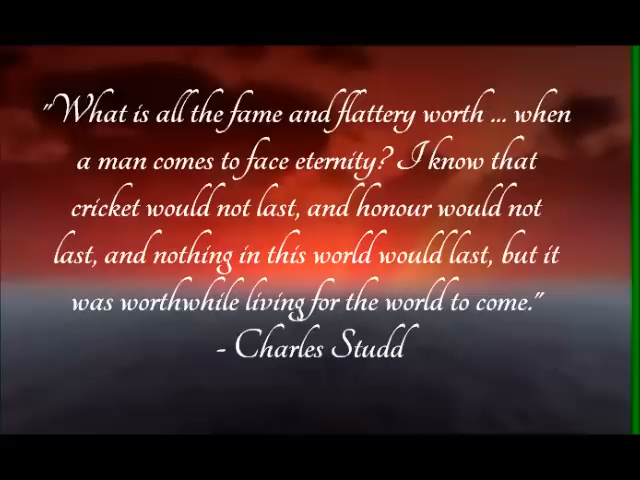 "What is all the fame and flattery worth ... when
a man comes to face eternity? I know that
cricket would not last, and honour would not
last, and nothing in this world would last, but it
was worthwhile living for the world to come."
- Charles Studd